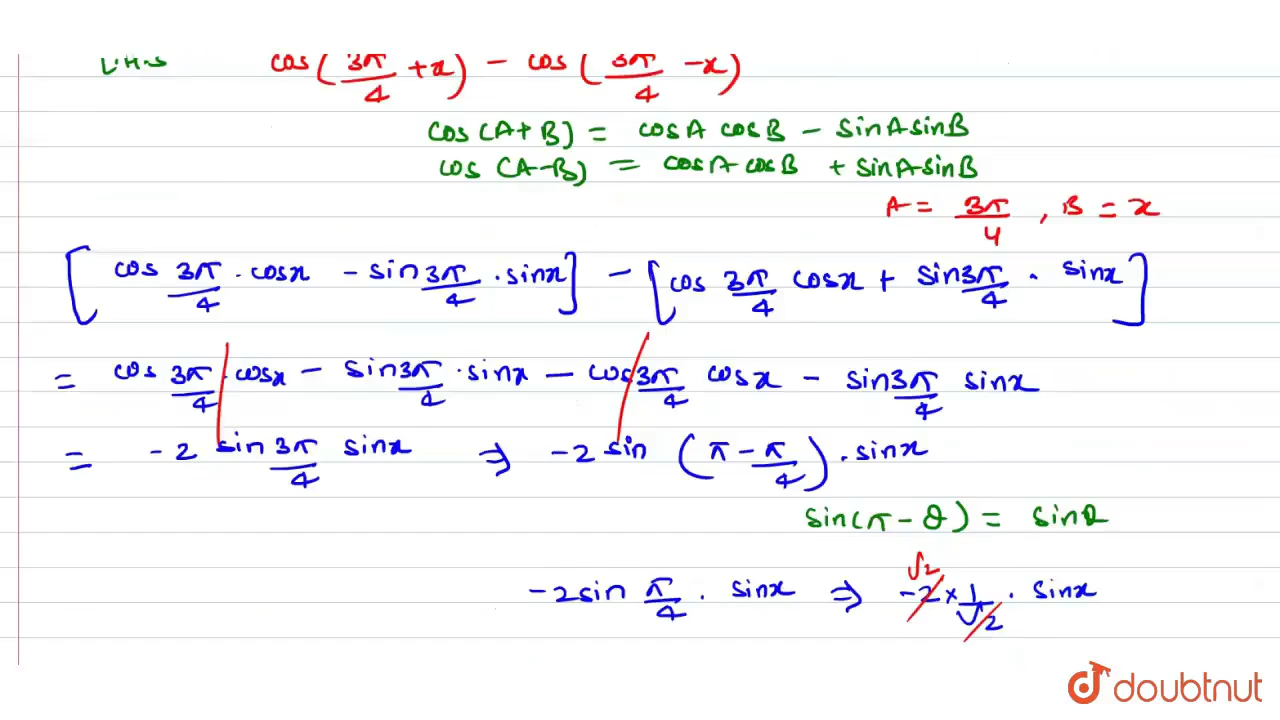 L.H.S cos(3π/4 + x) - cos(3π/4 - x)
cos(A+B) = cosA cosB - sinA sinB
cos(A-B) = cosA cosB + sinA sinB
A = 3π/4 , B = x
[cos 3π/4 · cosx - sin 3π/4 · sinx] - [cos 3π/4 cosx + sin 3π/4 · sinx]
= cos 3π/4 · cosx - sin 3π/4 · sinx - cos 3π/4 cosx - sin 3π/4 sinx
= -2 sin 3π/4 sinx ⇒ -2 sin (π - π/4) · sinx
sin(π - θ) = sinθ
√2
-2 sin π/4 · sinx ⇒ -2 × 1/√2 · sinx
doubtnut